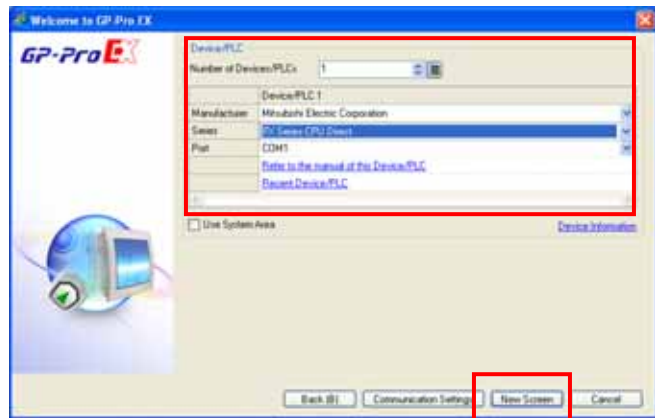 Welcome to GP-Pro EX
GP-Pro EX
Device/PLC
Number of Devices/PLCs 1
Device/PLC 1
Manufacturer Mitsubishi Electric Corporation
Series FX Series CPU Direct
Port COM1
Refer to the manual of this Device/PLC
Recent Device/PLC
Use System Area Device Information
Back (B) Communication Settings New Screen Cancel